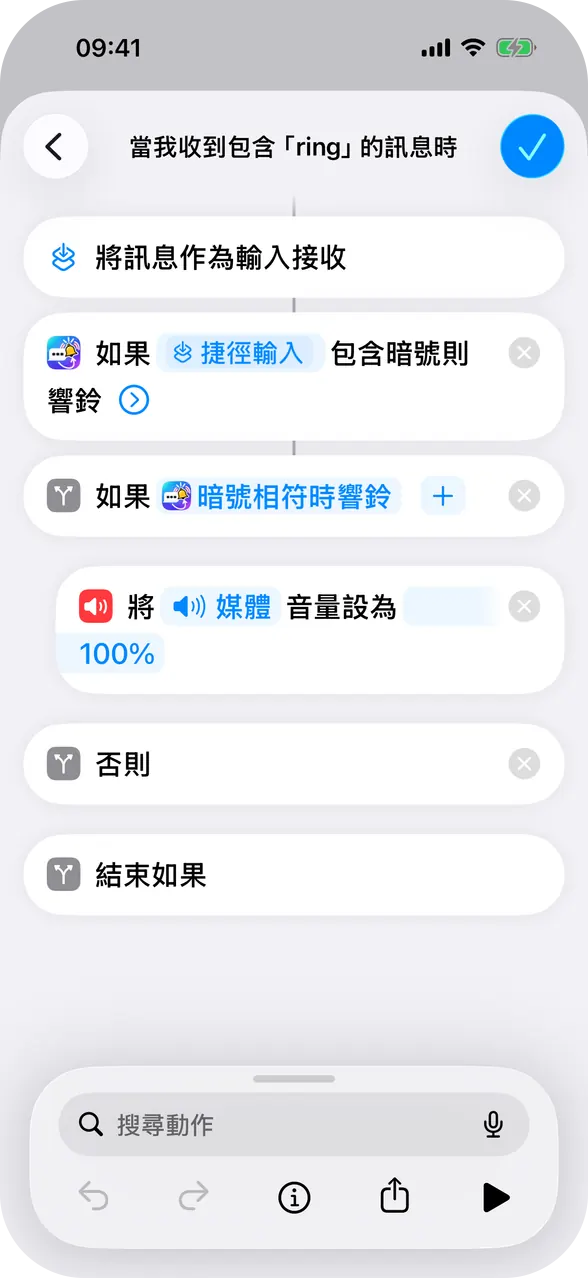 09:41
當我收到包含「ring」的訊息時
將訊息作為輸入接收
如果 捷徑輸入 包含暗號則
響鈴
如果 暗號相符時響鈴
將 媒體 音量設為
100%
否則
結束如果
搜尋動作